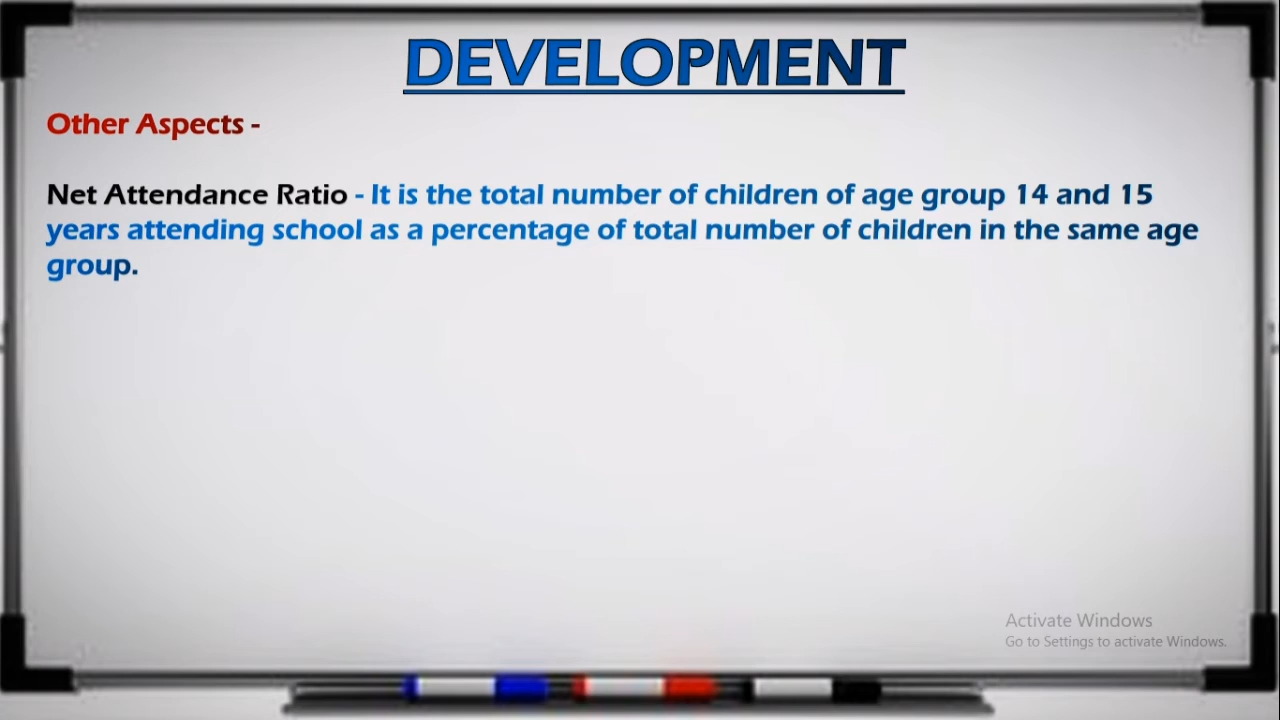 DEVELOPMENT
Other Aspects -
Net Attendance Ratio - It is the total number of children of age group 14 and 15
years attending school as a percentage of total number of children in the same age
group.
Activate Windows
Go to Settings to activate Windows.